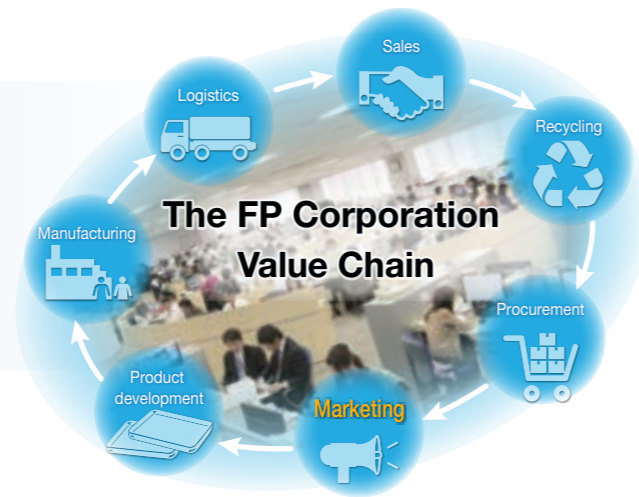 Sales
Logistics
Recycling
The FP Corporation
Value Chain
Manufacturing
Procurement
Product
development
Marketing